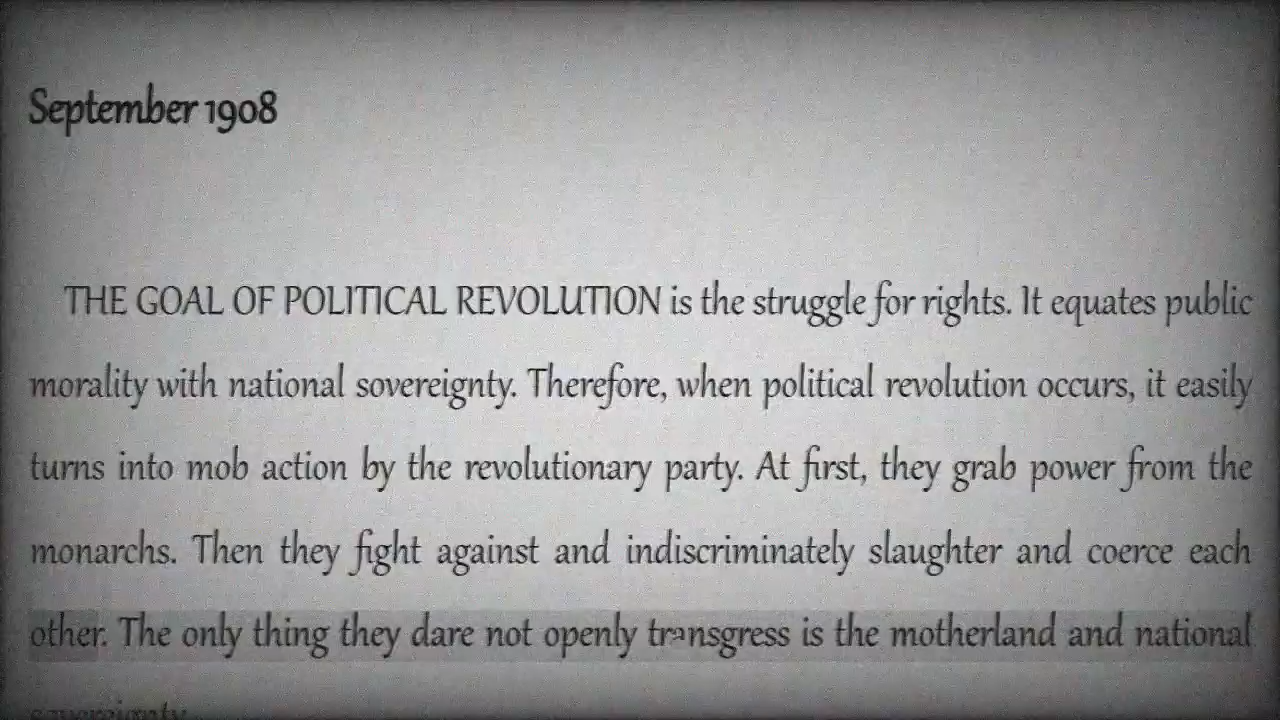 September 1908
THE GOAL OF POLITICAL REVOLUTION is the struggle for rights. It equates public
morality with national sovereignty. Therefore, when political revolution occurs, it easily
turns into mob action by the revolutionary party. At first, they grab power from the
monarchs. Then they fight against and indiscriminately slaughter and coerce each
other. The only thing they dare not openly transgress is the motherland and national
sovereignty